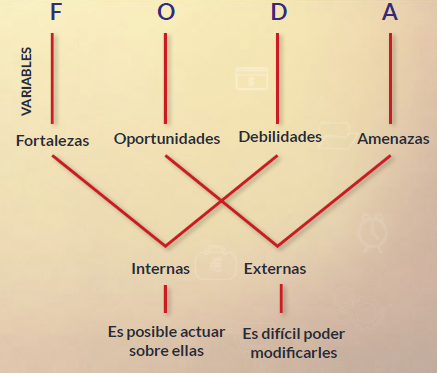 F O D A
VARIABLES
Fortalezas Oportunidades Debilidades Amenazas
Internas Externas
Es posible actuar
sobre ellas
Es difícil poder
modificarles